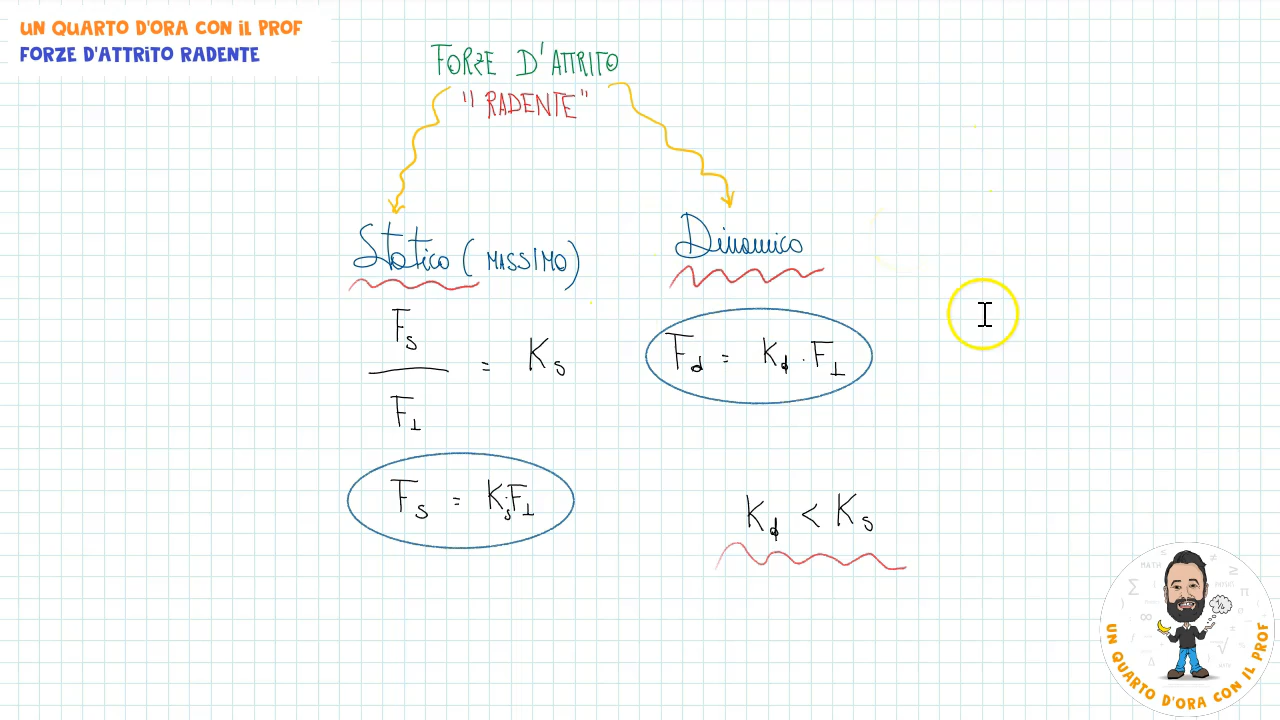 UN QUARTO D'ORA CON iL PROF
FORZE D'ATTRiTO RADENTE
FORZE D'ATTRITO
"RADENTE"
Statico (MASSIMO)
Dinamico
Fs
—— = Ks
F⊥
Fd = Kd · F⊥
Fs = Ks·F⊥
Kd < Ks
UN QUARTO D'ORA CON IL PROF